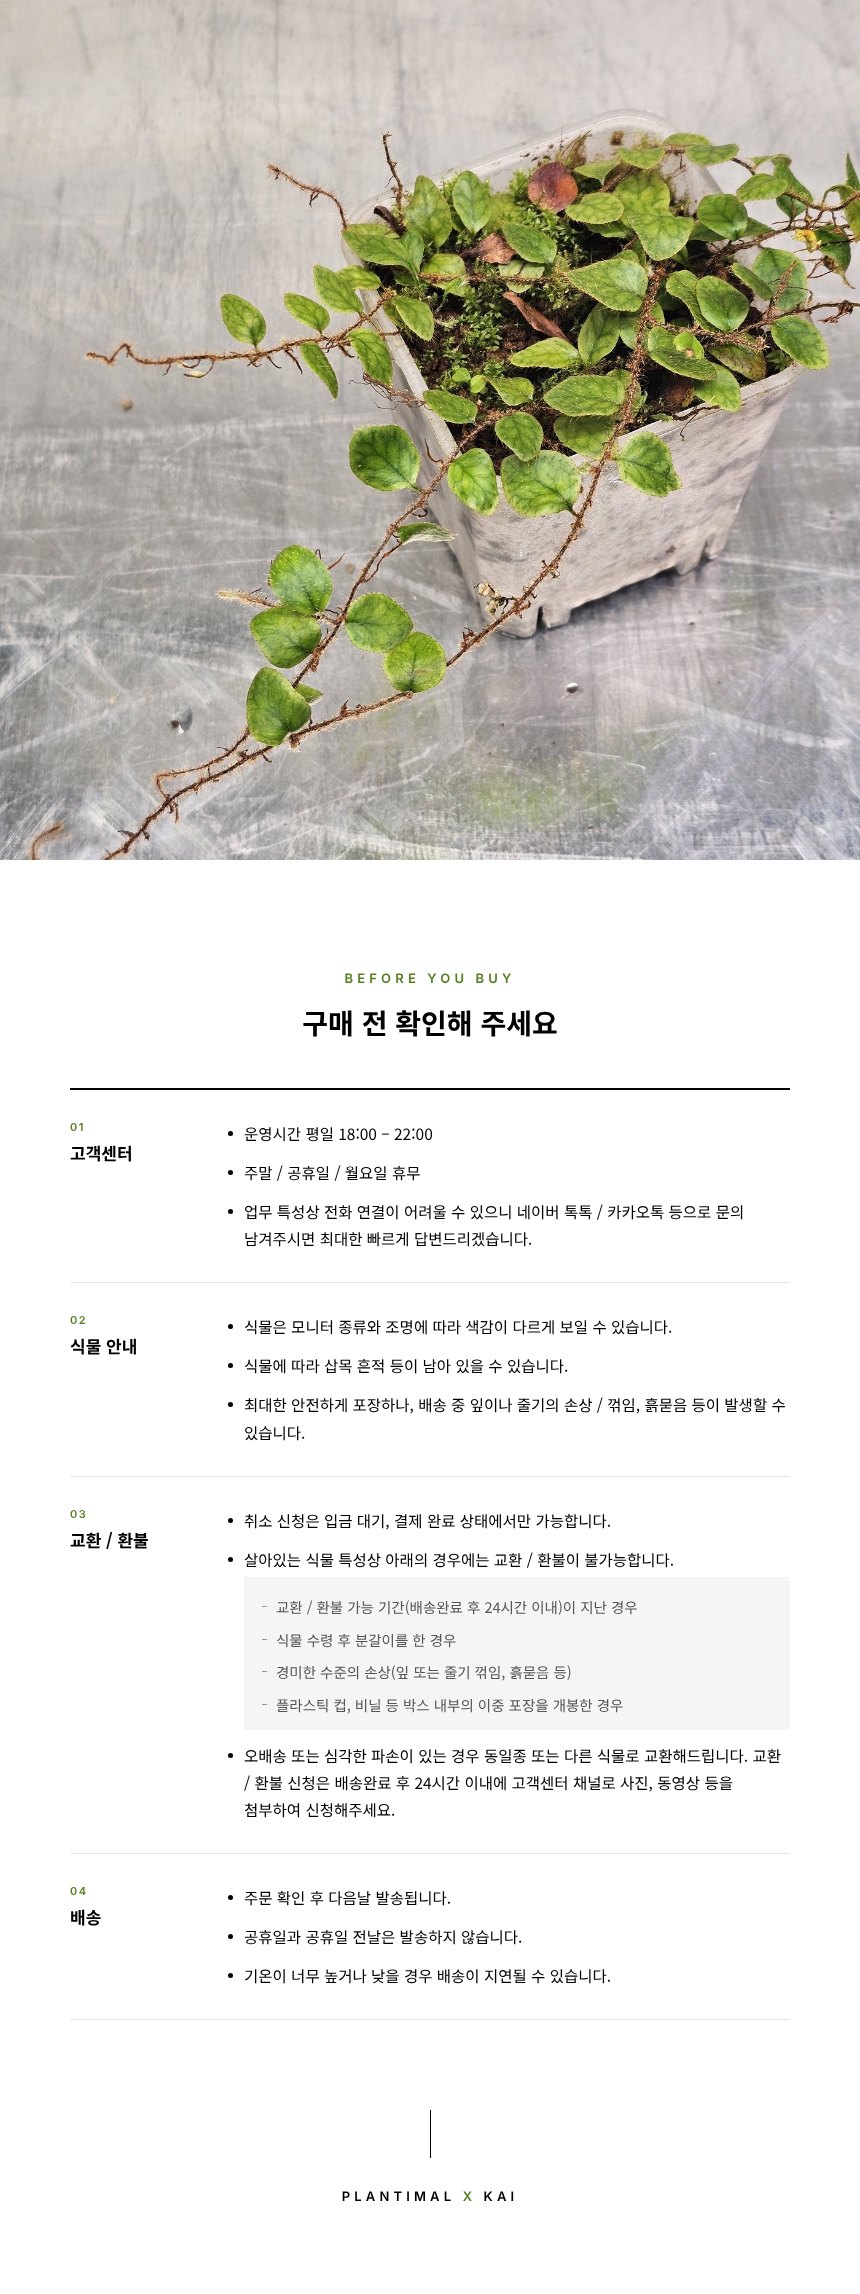 BEFORE YOU BUY
구매 전 확인해 주세요
01
고객센터
운영시간 평일 18:00 – 22:00
주말 / 공휴일 / 월요일 휴무
업무 특성상 전화 연결이 어려울 수 있으니 네이버 톡톡 / 카카오톡 등으로 문의
남겨주시면 최대한 빠르게 답변드리겠습니다.
02
식물 안내
식물은 모니터 종류와 조명에 따라 색감이 다르게 보일 수 있습니다.
식물에 따라 삽목 흔적 등이 남아 있을 수 있습니다.
최대한 안전하게 포장하나, 배송 중 잎이나 줄기의 손상 / 꺾임, 흙묻음 등이 발생할 수
있습니다.
03
교환 / 환불
취소 신청은 입금 대기, 결제 완료 상태에서만 가능합니다.
살아있는 식물 특성상 아래의 경우에는 교환 / 환불이 불가능합니다.
– 교환 / 환불 가능 기간(배송완료 후 24시간 이내)이 지난 경우
– 식물 수령 후 분갈이를 한 경우
– 경미한 수준의 손상(잎 또는 줄기 꺾임, 흙묻음 등)
– 플라스틱 컵, 비닐 등 박스 내부의 이중 포장을 개봉한 경우
오배송 또는 심각한 파손이 있는 경우 동일종 또는 다른 식물로 교환해드립니다. 교환
/ 환불 신청은 배송완료 후 24시간 이내에 고객센터 채널로 사진, 동영상 등을
첨부하여 신청해주세요.
04
배송
주문 확인 후 다음날 발송됩니다.
공휴일과 공휴일 전날은 발송하지 않습니다.
기온이 너무 높거나 낮을 경우 배송이 지연될 수 있습니다.
PLANTIMAL X KAI